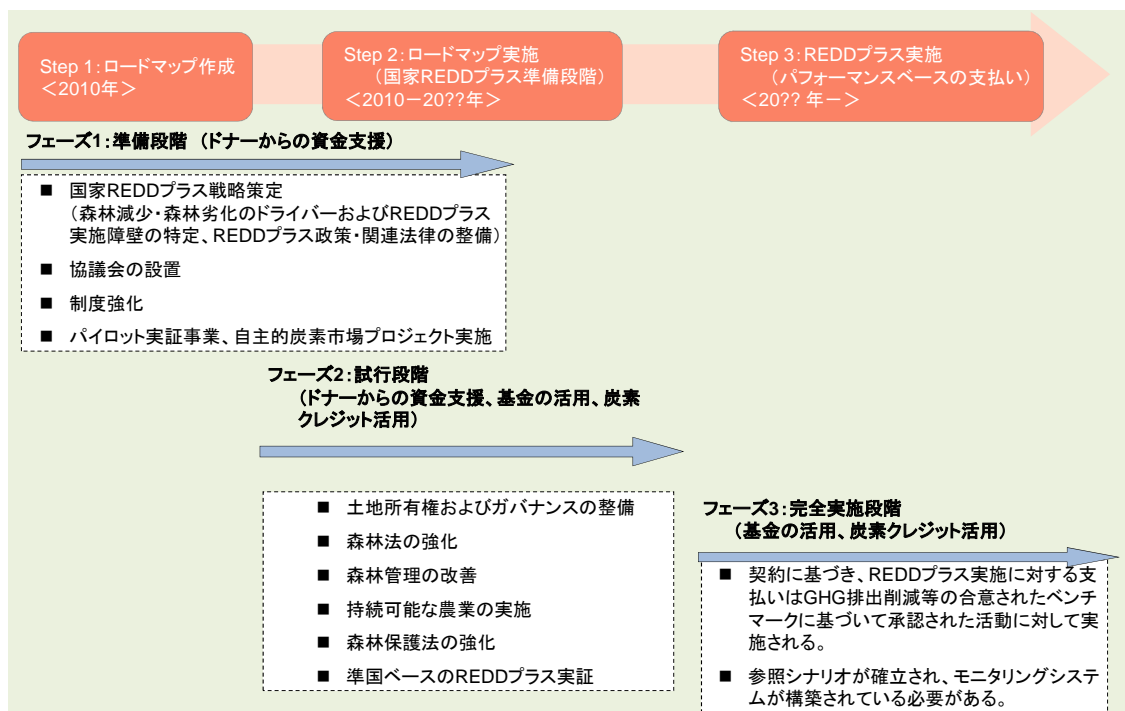 Step 1：ロードマップ作成
＜2010年＞
Step 2：ロードマップ実施
（国家REDDプラス準備段階）
＜2010－20??年＞
Step 3：REDDプラス実施
（パフォーマンスベースの支払い）
＜20?? 年－＞
フェーズ1：準備段階 （ドナーからの資金支援）
■ 国家REDDプラス戦略策定
（森林減少・森林劣化のドライバーおよびREDDプラス
実施障壁の特定、REDDプラス政策・関連法律の整備）
■ 協議会の設置
■ 制度強化
■ パイロット実証事業、自主的炭素市場プロジェクト実施
フェーズ2：試行段階
（ドナーからの資金支援、基金の活用、炭素
クレジット活用）
■ 土地所有権およびガバナンスの整備
■ 森林法の強化
■ 森林管理の改善
■ 持続可能な農業の実施
■ 森林保護法の強化
■ 準国ベースのREDDプラス実証
フェーズ3：完全実施段階
（基金の活用、炭素クレジット活用）
■ 契約に基づき、REDDプラス実施に対する支
払いはGHG排出削減等の合意されたベンチ
マークに基づいて承認された活動に対して実
施される。
■ 参照シナリオが確立され、モニタリングシステ
ムが構築されている必要がある。